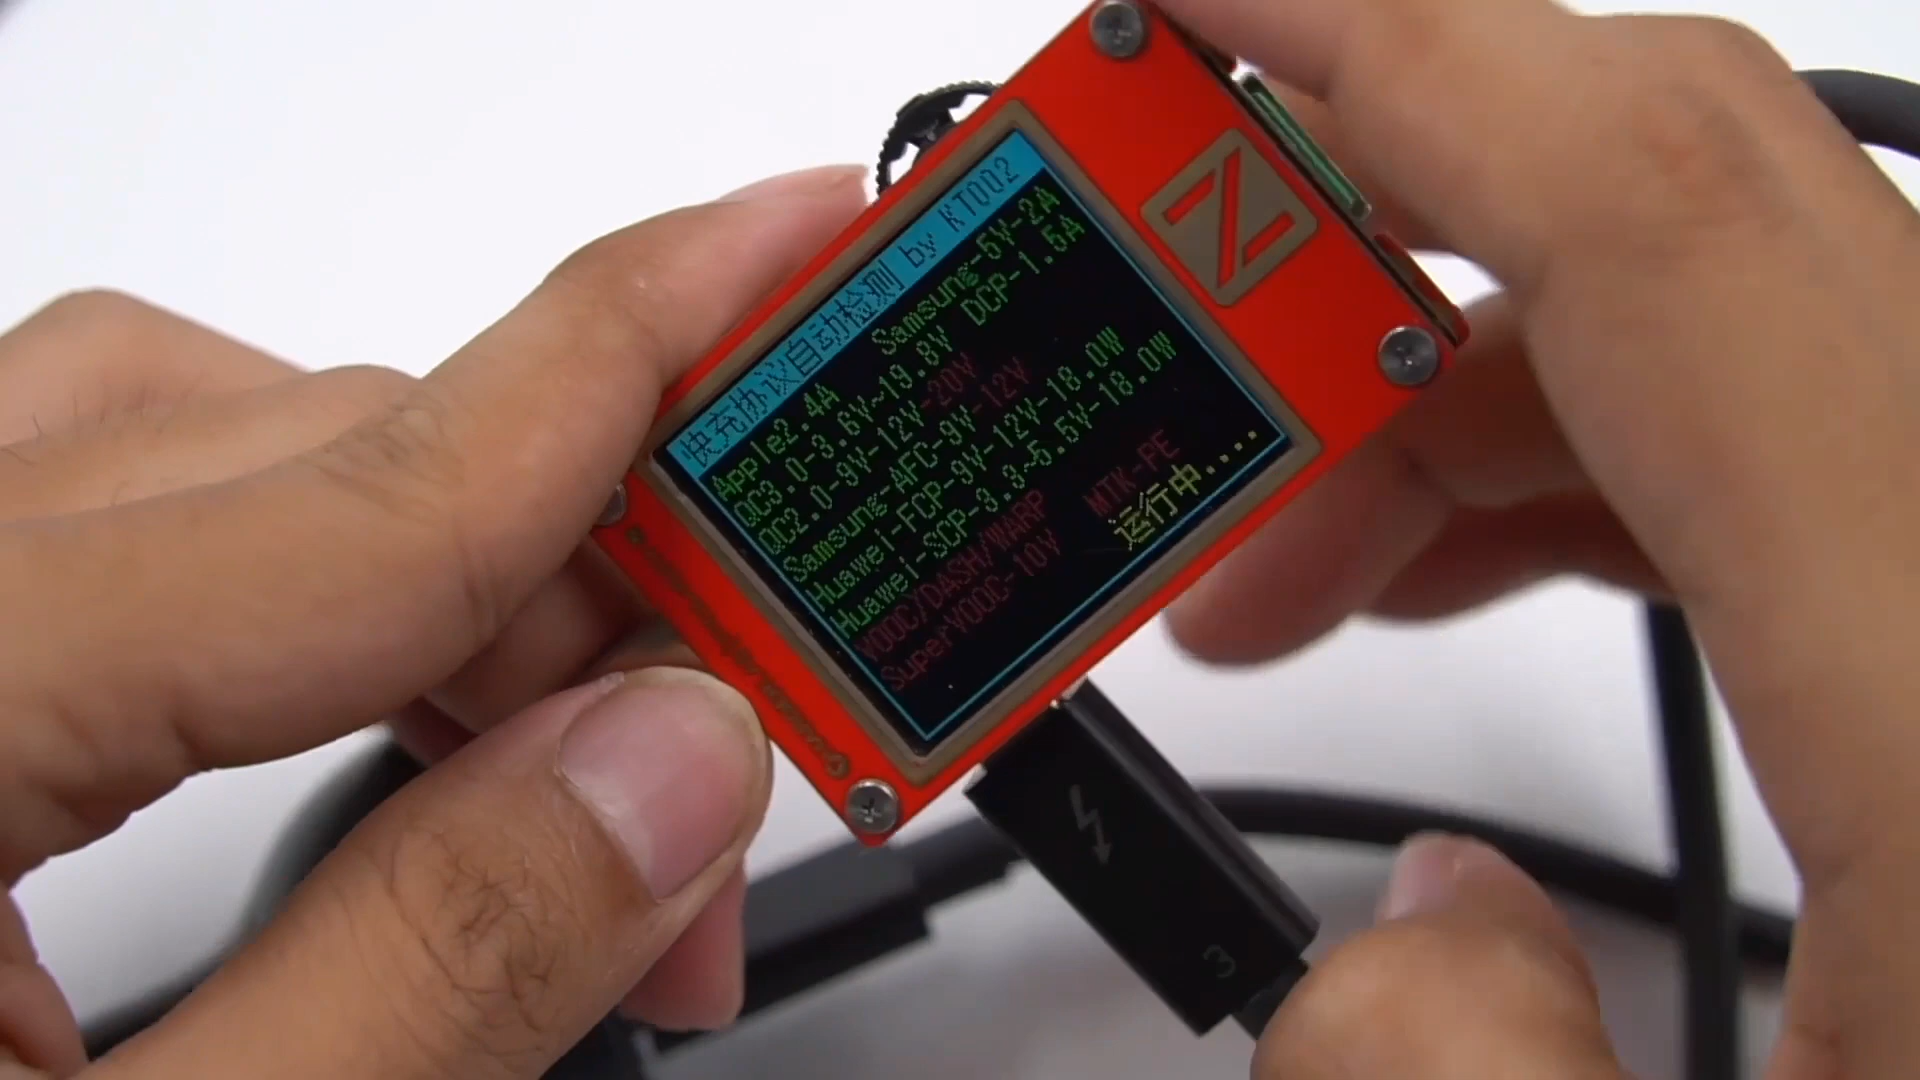 快充协议自动检测 by KT002
Apple2.4A Samsung-5V-2A
QC3.0-3.6V~19.8V DCP-1.5A
QC2.0-9V-12V-20V
Samsung-AFC-9V-12V
Huawei-FCP-9V-12V-18.0W
Huawei-SCP-3.3~5.5V-18.0W
VOOC/DASH/WARP MTK-PE
SuperVOOC-10V 运行中....
3